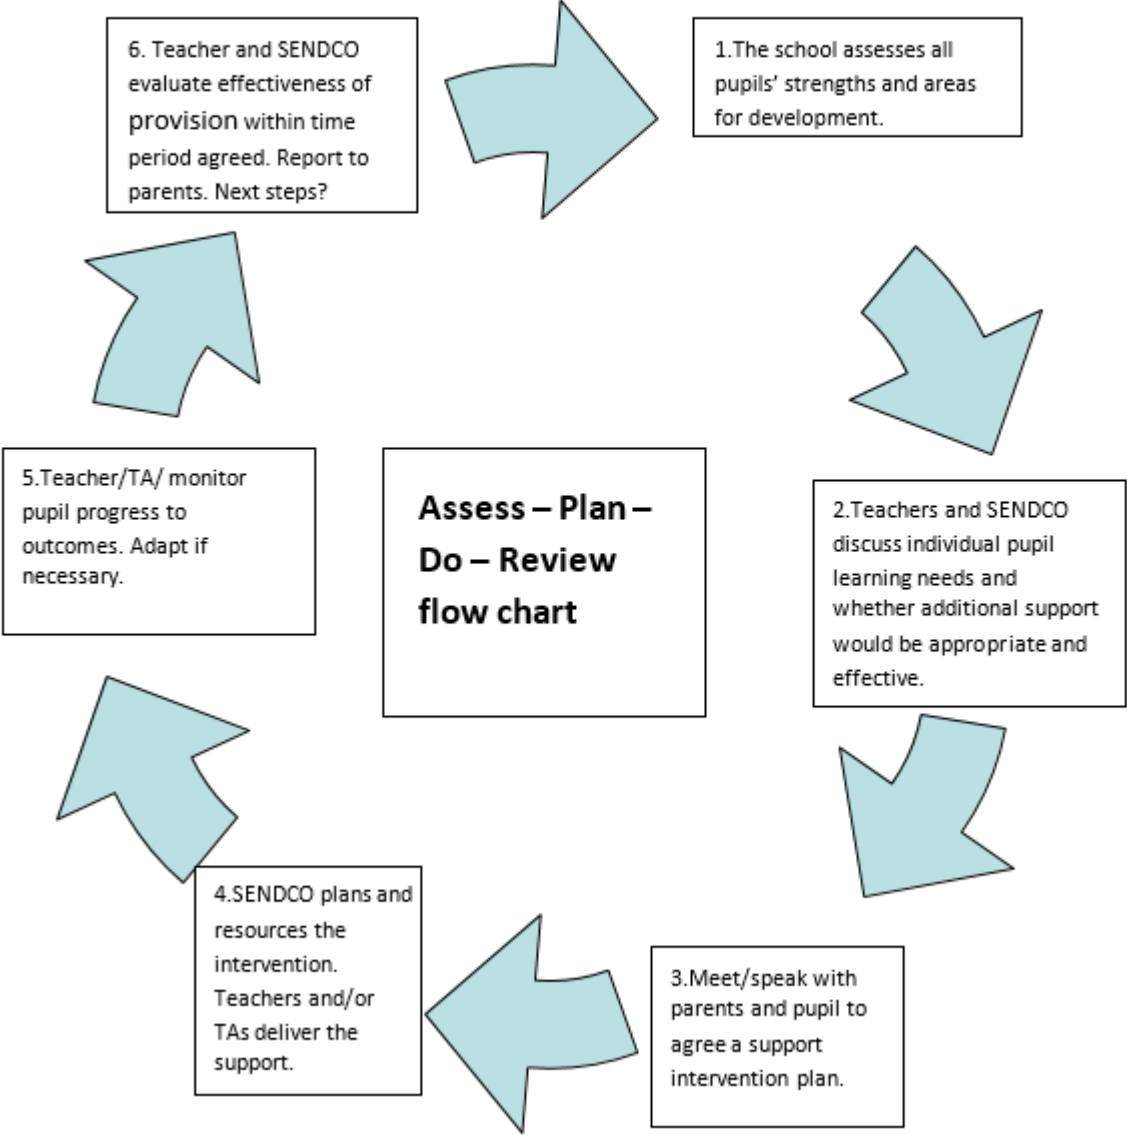 6. Teacher and SENDCO
evaluate effectiveness of
provision within time
period agreed. Report to
parents. Next steps?
1.The school assesses all
pupils’ strengths and areas
for development.
2.Teachers and SENDCO
discuss individual pupil
learning needs and
whether additional support
would be appropriate and
effective.
3.Meet/speak with
parents and pupil to
agree a support
intervention plan.
4.SENDCO plans and
resources the
intervention.
Teachers and/or
TAs deliver the
support.
5.Teacher/TA/ monitor
pupil progress to
outcomes. Adapt if
necessary.
Assess – Plan –
Do – Review
flow chart